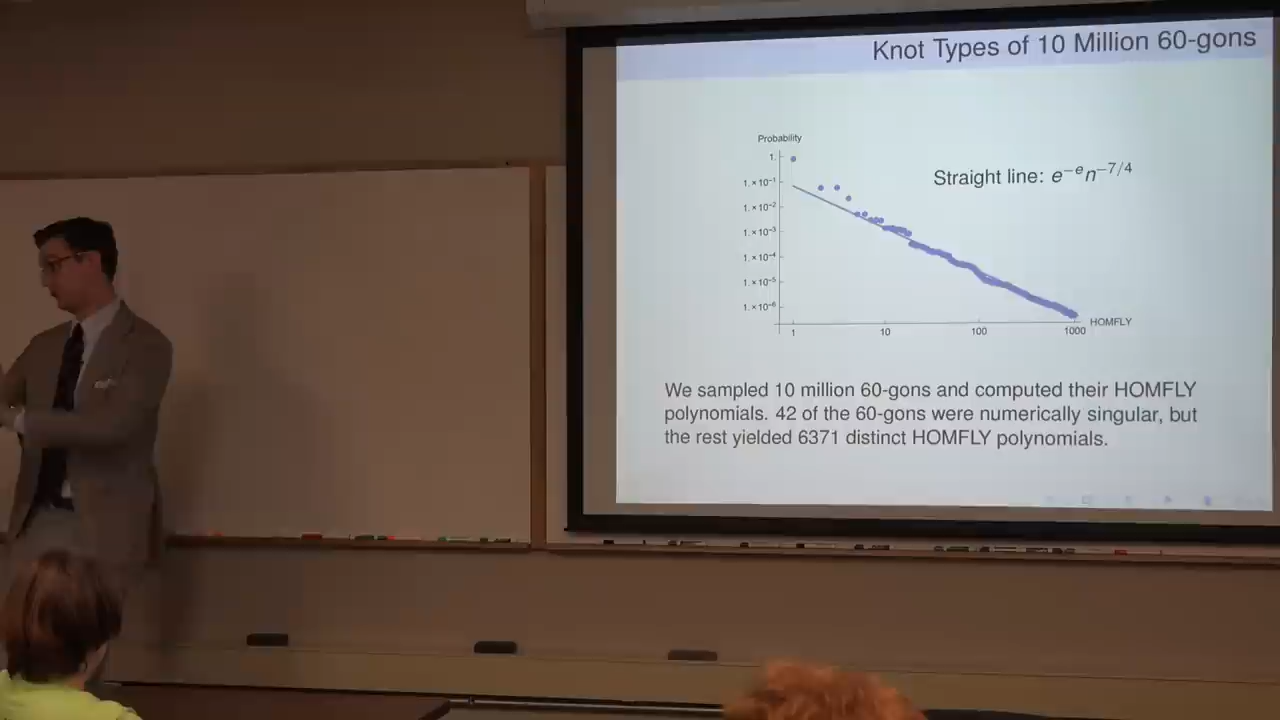 Knot Types of 10 Million 60-gons
Probability
Straight line: e^{-e}n^{-7/4}
1.
1.×10⁻¹
1.×10⁻²
1.×10⁻³
1.×10⁻⁴
1.×10⁻⁵
1.×10⁻⁶
HOMFLY
1 10 100 1000
We sampled 10 million 60-gons and computed their HOMFLY
polynomials. 42 of the 60-gons were numerically singular, but
the rest yielded 6371 distinct HOMFLY polynomials.